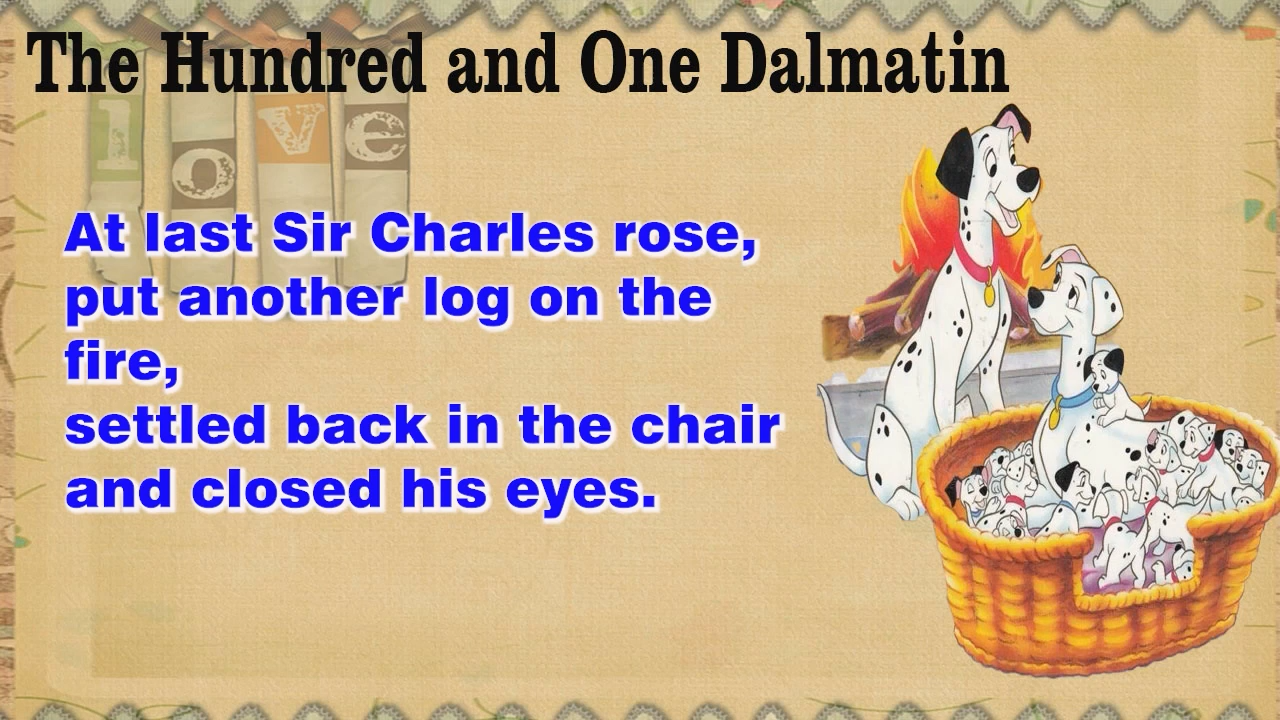 The Hundred and One Dalmatin
love
At last Sir Charles rose,
put another log on the
fire,
settled back in the chair
and closed his eyes.